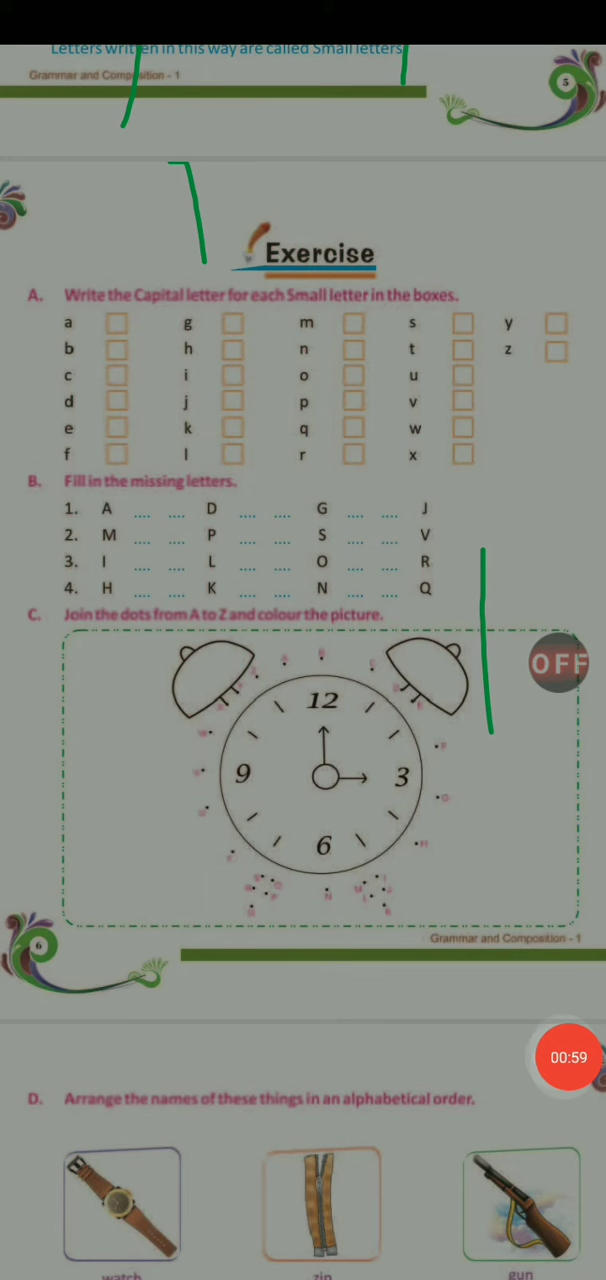 Letters written in this way are called Small letters
Grammar and Composition - 1
5
Exercise
A. Write the Capital letter for each Small letter in the boxes.
a g m s y
b h n t z
c i o u
d j p v
e k q w
f l r x
B. Fill in the missing letters.
1. A .... .... D .... .... G .... .... J
2. M .... .... P .... .... S .... .... V
3. I .... .... L .... .... O .... .... R
4. H .... .... K .... .... N .... .... Q
C. Join the dots from A to Z and colour the picture.
OFF
12
9 3
6
Grammar and Composition - 1
6
00:59
D. Arrange the names of these things in an alphabetical order.
watch zip gun